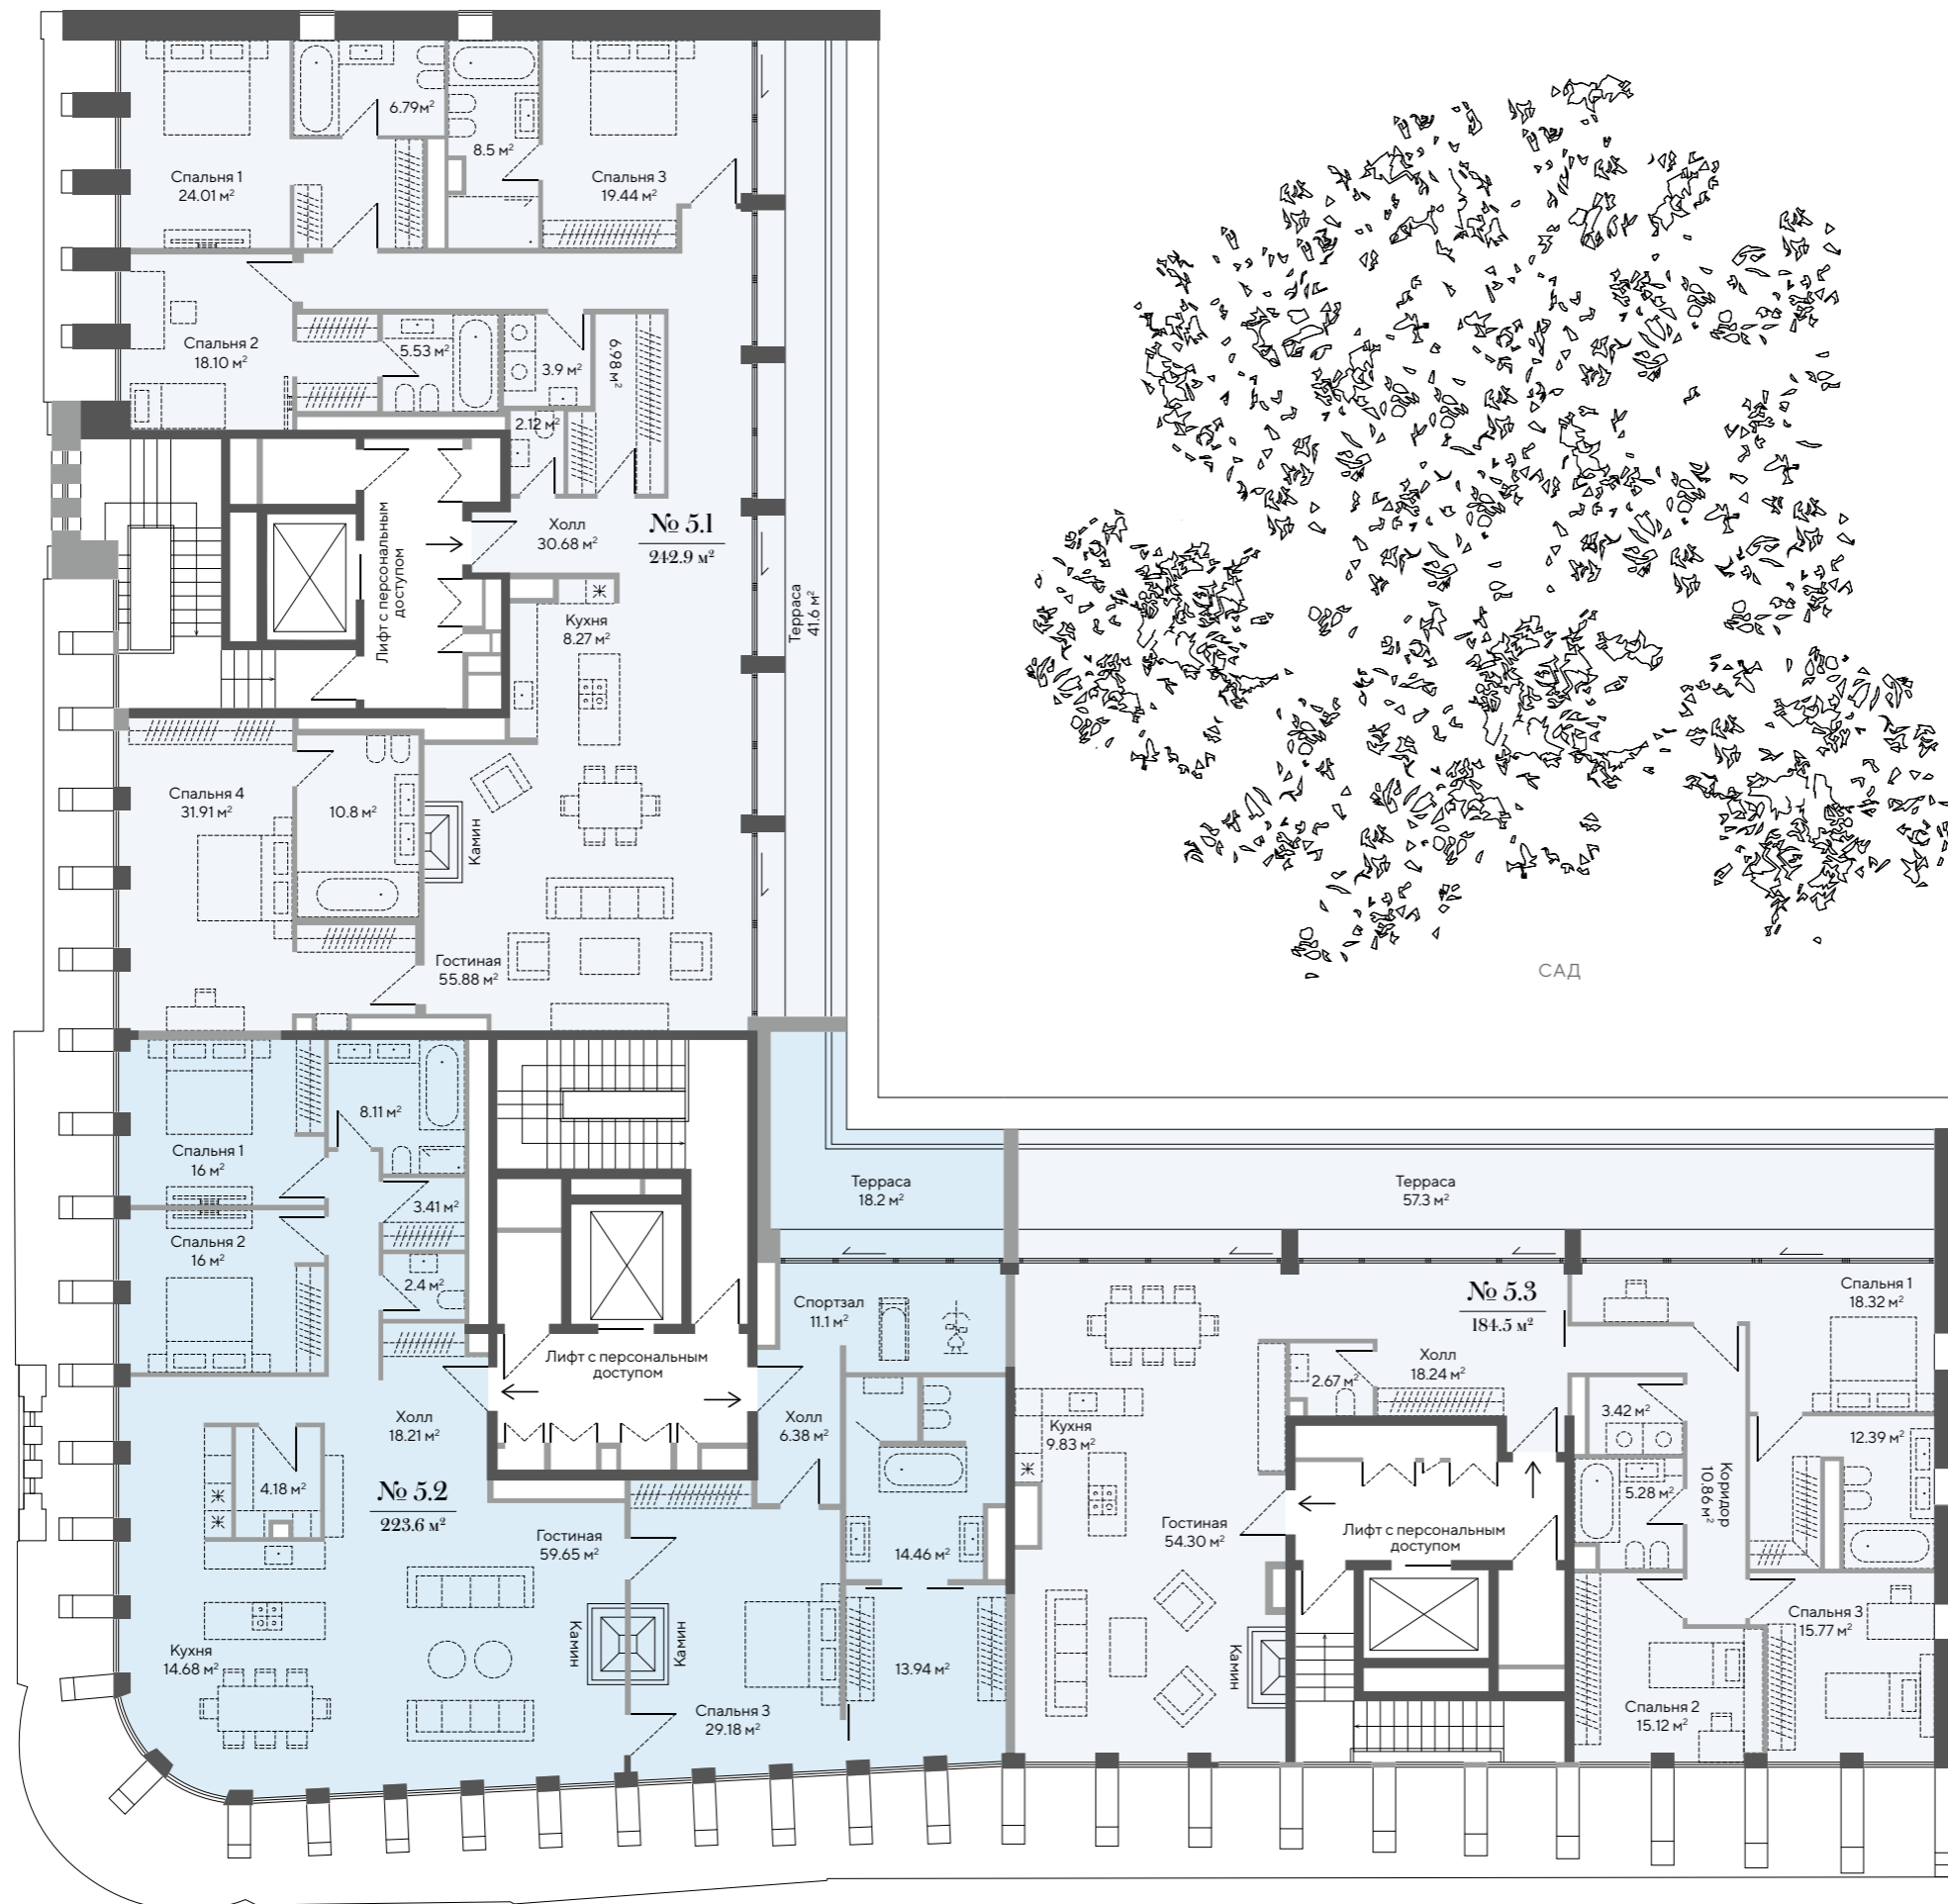 6.79 м²
8.5 м²
Спальня 1
24.01 м²
Спальня 3
19.44 м²
Спальня 2
18.10 м²
5.53 м²
3.9 м²
6.98 м²
2.12 м²
Лифт с персональным
доступом
Холл
30.68 м²
№ 5.1
242.9 м²
Терраса
41.6 м²
Кухня
8.27 м²
Спальня 4
31.91 м²
10.8 м²
Камин
Гостиная
55.88 м²
САД
8.11 м²
Спальня 1
16 м²
3.41 м²
Спальня 2
16 м²
2.4 м²
Терраса
18.2 м²
Терраса
57.3 м²
Спортзал
11.1 м²
Лифт с персональным
доступом
Холл
18.21 м²
Холл
6.38 м²
4.18 м²
№ 5.2
223.6 м²
Гостиная
59.65 м²
14.46 м²
Камин
Камин
Кухня
14.68 м²
13.94 м²
Спальня 3
29.18 м²
№ 5.3
184.5 м²
Спальня 1
18.32 м²
Холл
18.24 м²
2.67 м²
3.42 м²
Кухня
9.83 м²
12.39 м²
Коридор
10.86 м²
5.28 м²
Гостиная
54.30 м²
Лифт с персональным
доступом
Камин
Спальня 3
15.77 м²
Спальня 2
15.12 м²